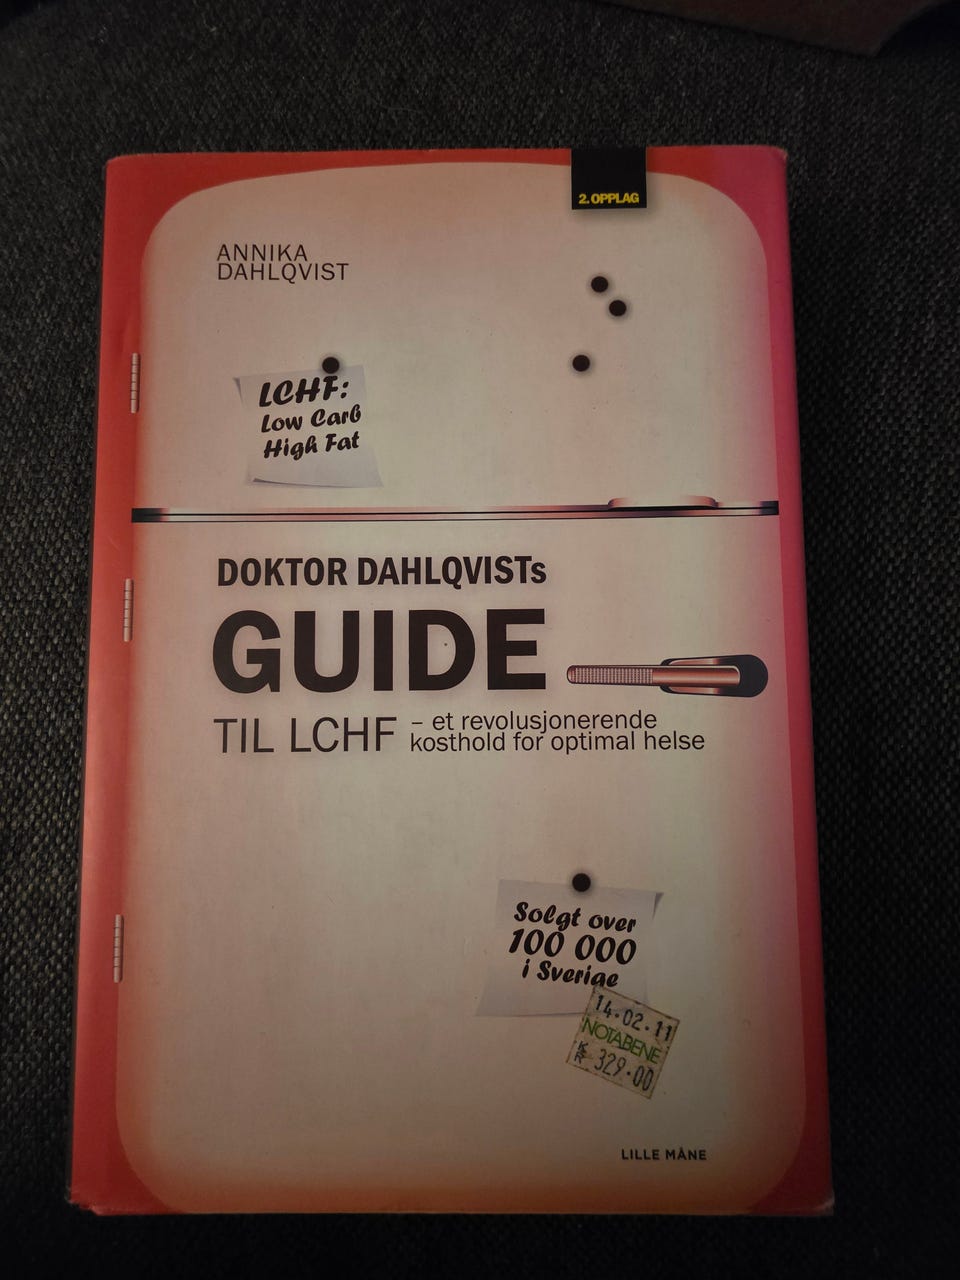 2. OPPLAG
ANNIKA
DAHLQVIST
LCHF:
Low Carb
High Fat
DOKTOR DAHLQVISTs
GUIDE
TIL LCHF – et revolusjonerende
kosthold for optimal helse
Solgt over
100 000
i Sverige
14.02.11
NOTABENE
KR 329.00
LILLE MÅNE